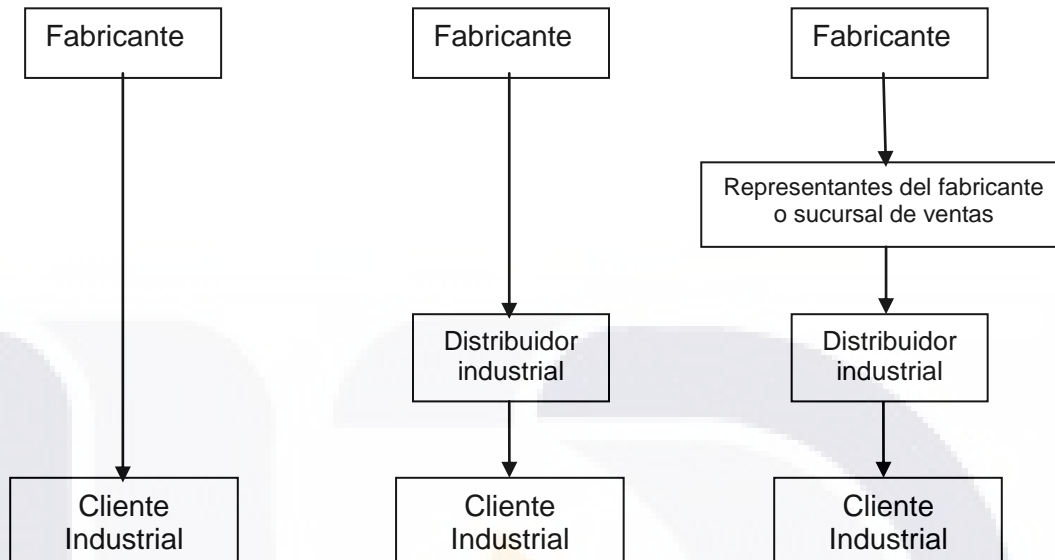 Fabricante
Fabricante
Fabricante
Representantes del fabricante
o sucursal de ventas
Distribuidor
industrial
Distribuidor
industrial
Cliente
Industrial
Cliente
Industrial
Cliente
Industrial